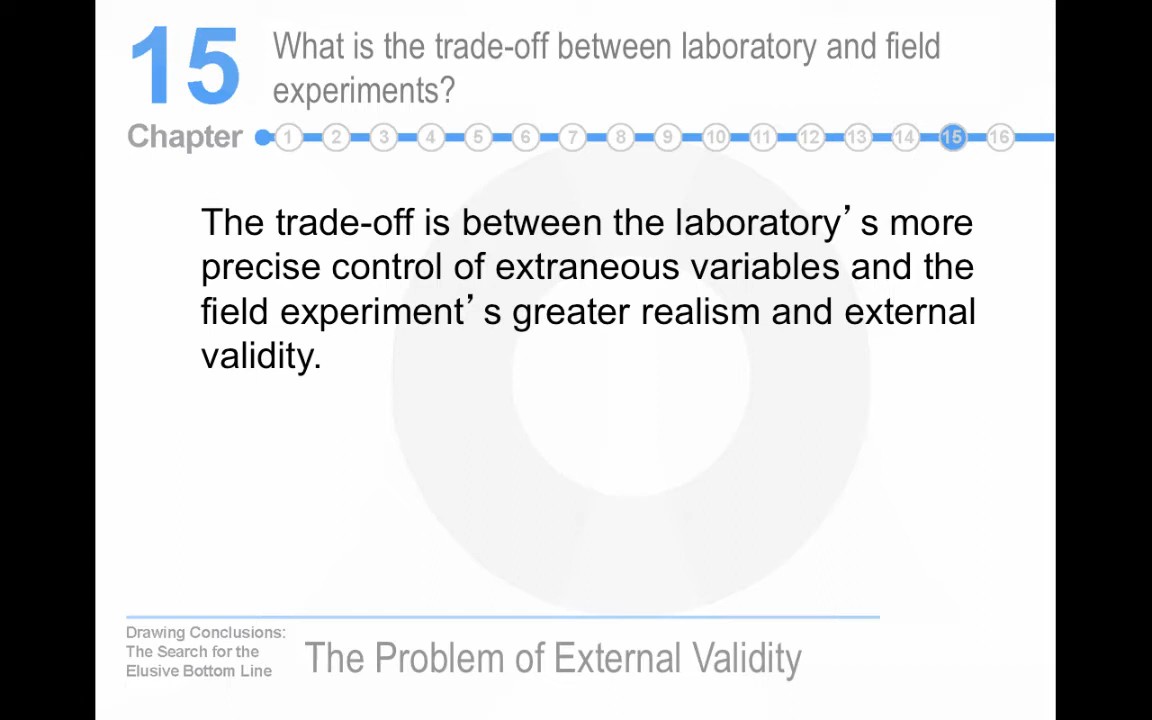 15
What is the trade-off between laboratory and field
experiments?
Chapter
1 2 3 4 5 6 7 8 9 10 11 12 13 14 15 16
The trade-off is between the laboratory’s more
precise control of extraneous variables and the
field experiment’s greater realism and external
validity.
Drawing Conclusions:
The Search for the
Elusive Bottom Line
The Problem of External Validity